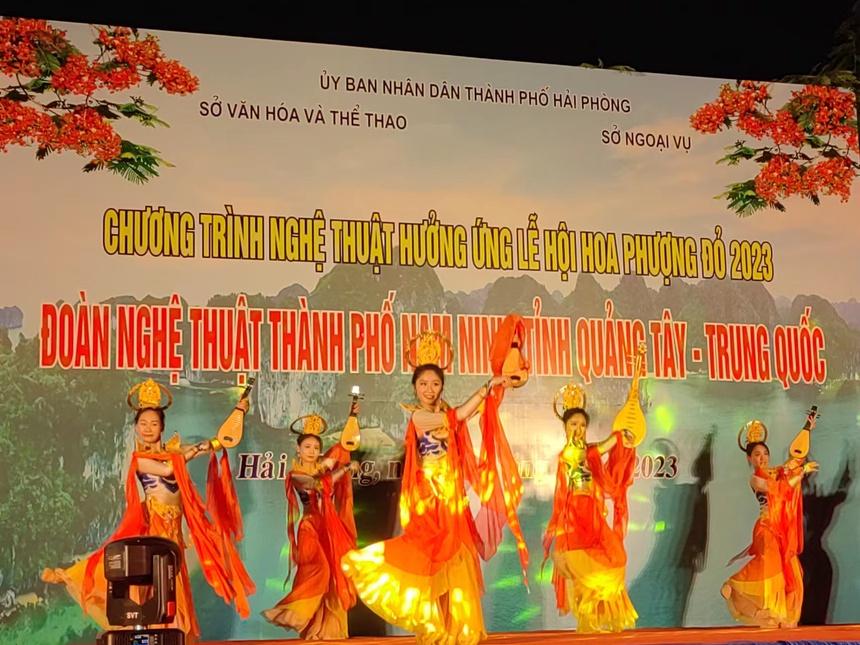 ỦY BAN NHÂN DÂN THÀNH PHỐ HẢI PHÒNG
SỞ VĂN HÓA VÀ THỂ THAO
SỞ NGOẠI VỤ
CHƯƠNG TRÌNH NGHỆ THUẬT HƯỞNG ỨNG LỄ HỘI HOA PHƯỢNG ĐỎ 2023
ĐOÀN NGHỆ THUẬT THÀNH PHỐ NAM NINH TỈNH QUẢNG TÂY - TRUNG QUỐC
Hải 2023
SVT